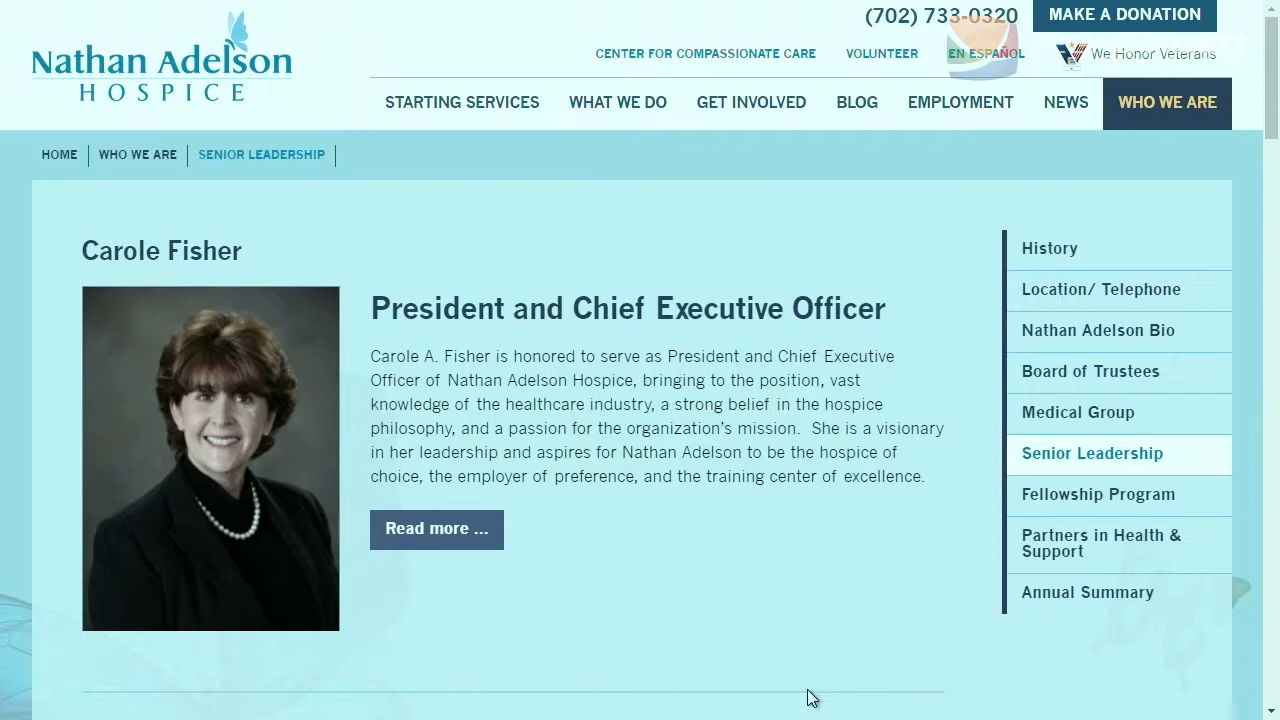 (702) 733-0320
MAKE A DONATION
Nathan Adelson
HOSPICE
CENTER FOR COMPASSIONATE CARE
VOLUNTEER
EN ESPAÑOL
We Honor Veterans
STARTING SERVICES
WHAT WE DO
GET INVOLVED
BLOG
EMPLOYMENT
NEWS
WHO WE ARE
HOME
WHO WE ARE
SENIOR LEADERSHIP
Carole Fisher
President and Chief Executive Officer
Carole A. Fisher is honored to serve as President and Chief Executive
Officer of Nathan Adelson Hospice, bringing to the position, vast
knowledge of the healthcare industry, a strong belief in the hospice
philosophy, and a passion for the organization’s mission. She is a visionary
in her leadership and aspires for Nathan Adelson to be the hospice of
choice, the employer of preference, and the training center of excellence.
Read more ...
History
Location/ Telephone
Nathan Adelson Bio
Board of Trustees
Medical Group
Senior Leadership
Fellowship Program
Partners in Health &
Support
Annual Summary